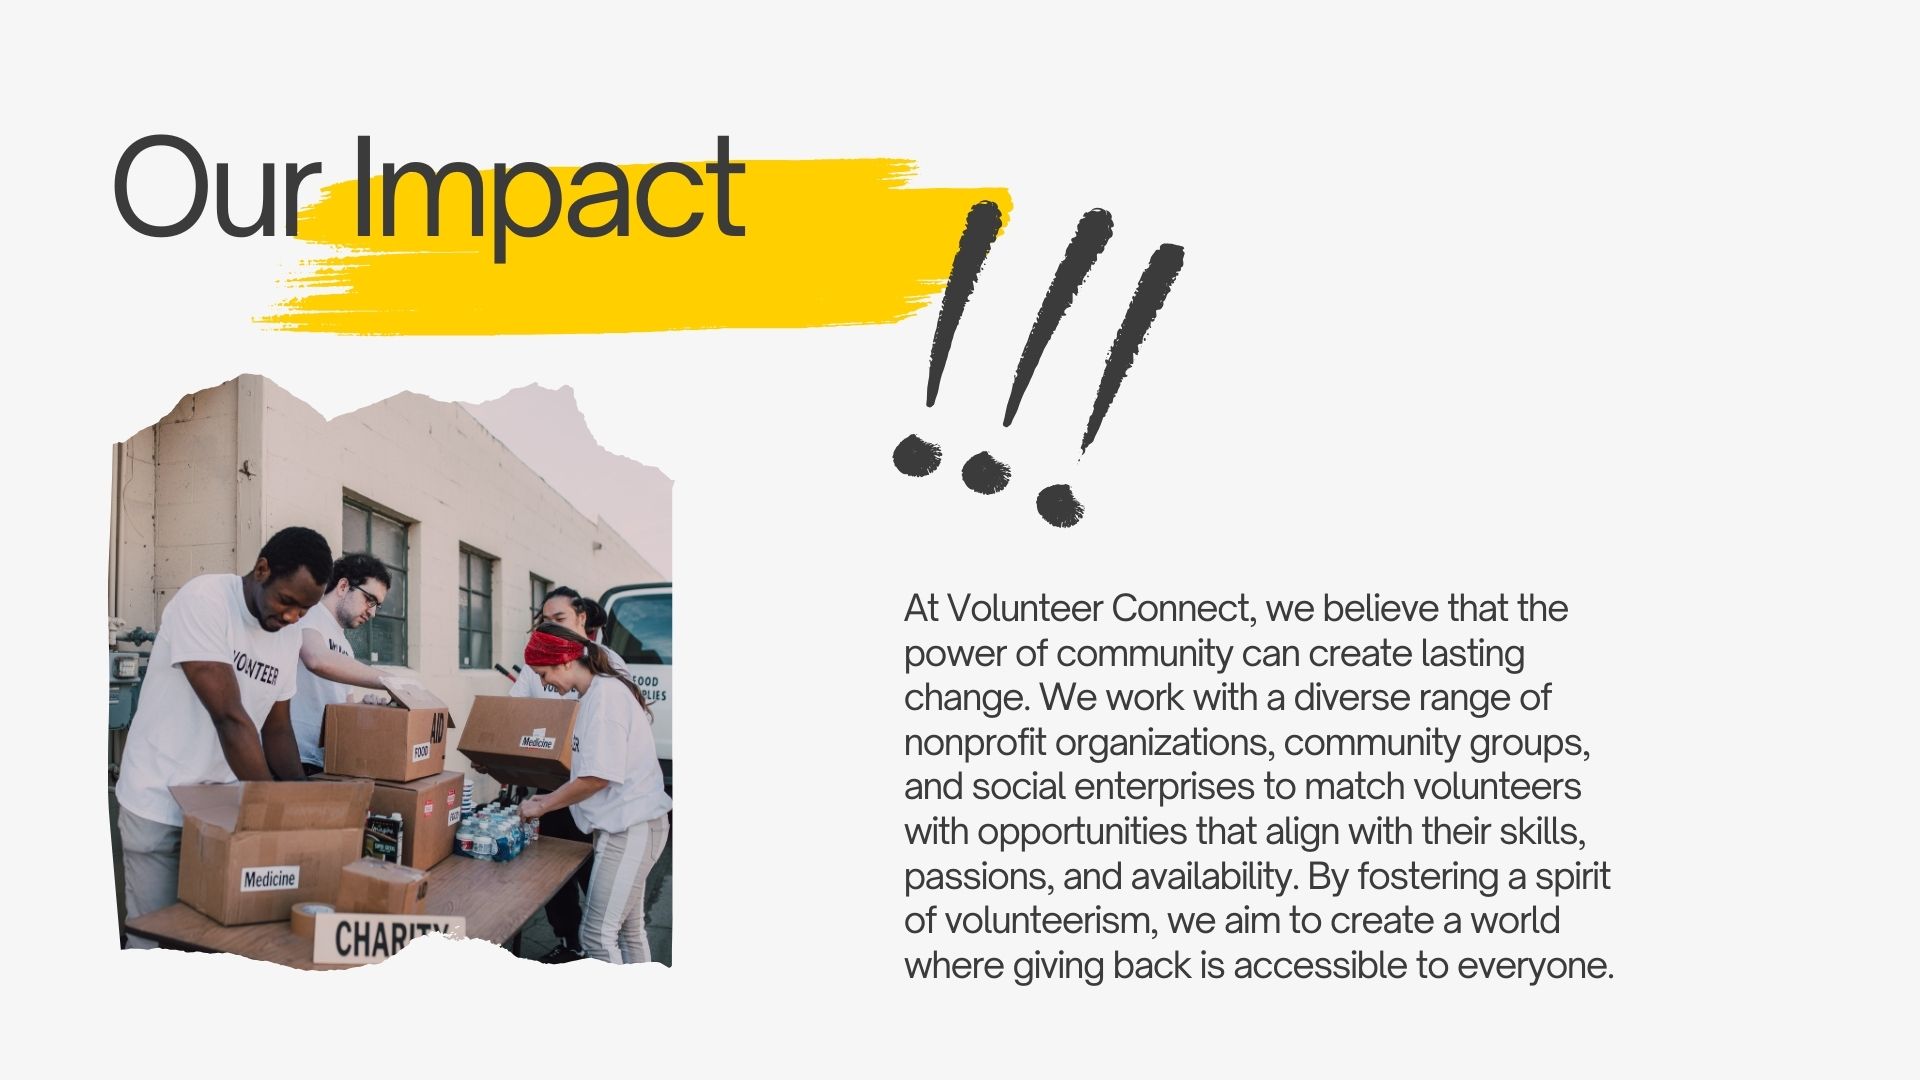 Our Impact
!!!
At Volunteer Connect, we believe that the
power of community can create lasting
change. We work with a diverse range of
nonprofit organizations, community groups,
and social enterprises to match volunteers
with opportunities that align with their skills,
passions, and availability. By fostering a spirit
of volunteerism, we aim to create a world
where giving back is accessible to everyone.
AID
FOOD
Medicine
FOOD
FOOD
Medicine
CHARITY